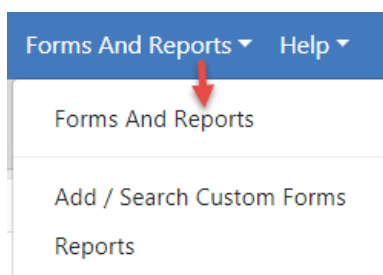 Forms And Reports Help
Forms And Reports
Add / Search Custom Forms
Reports